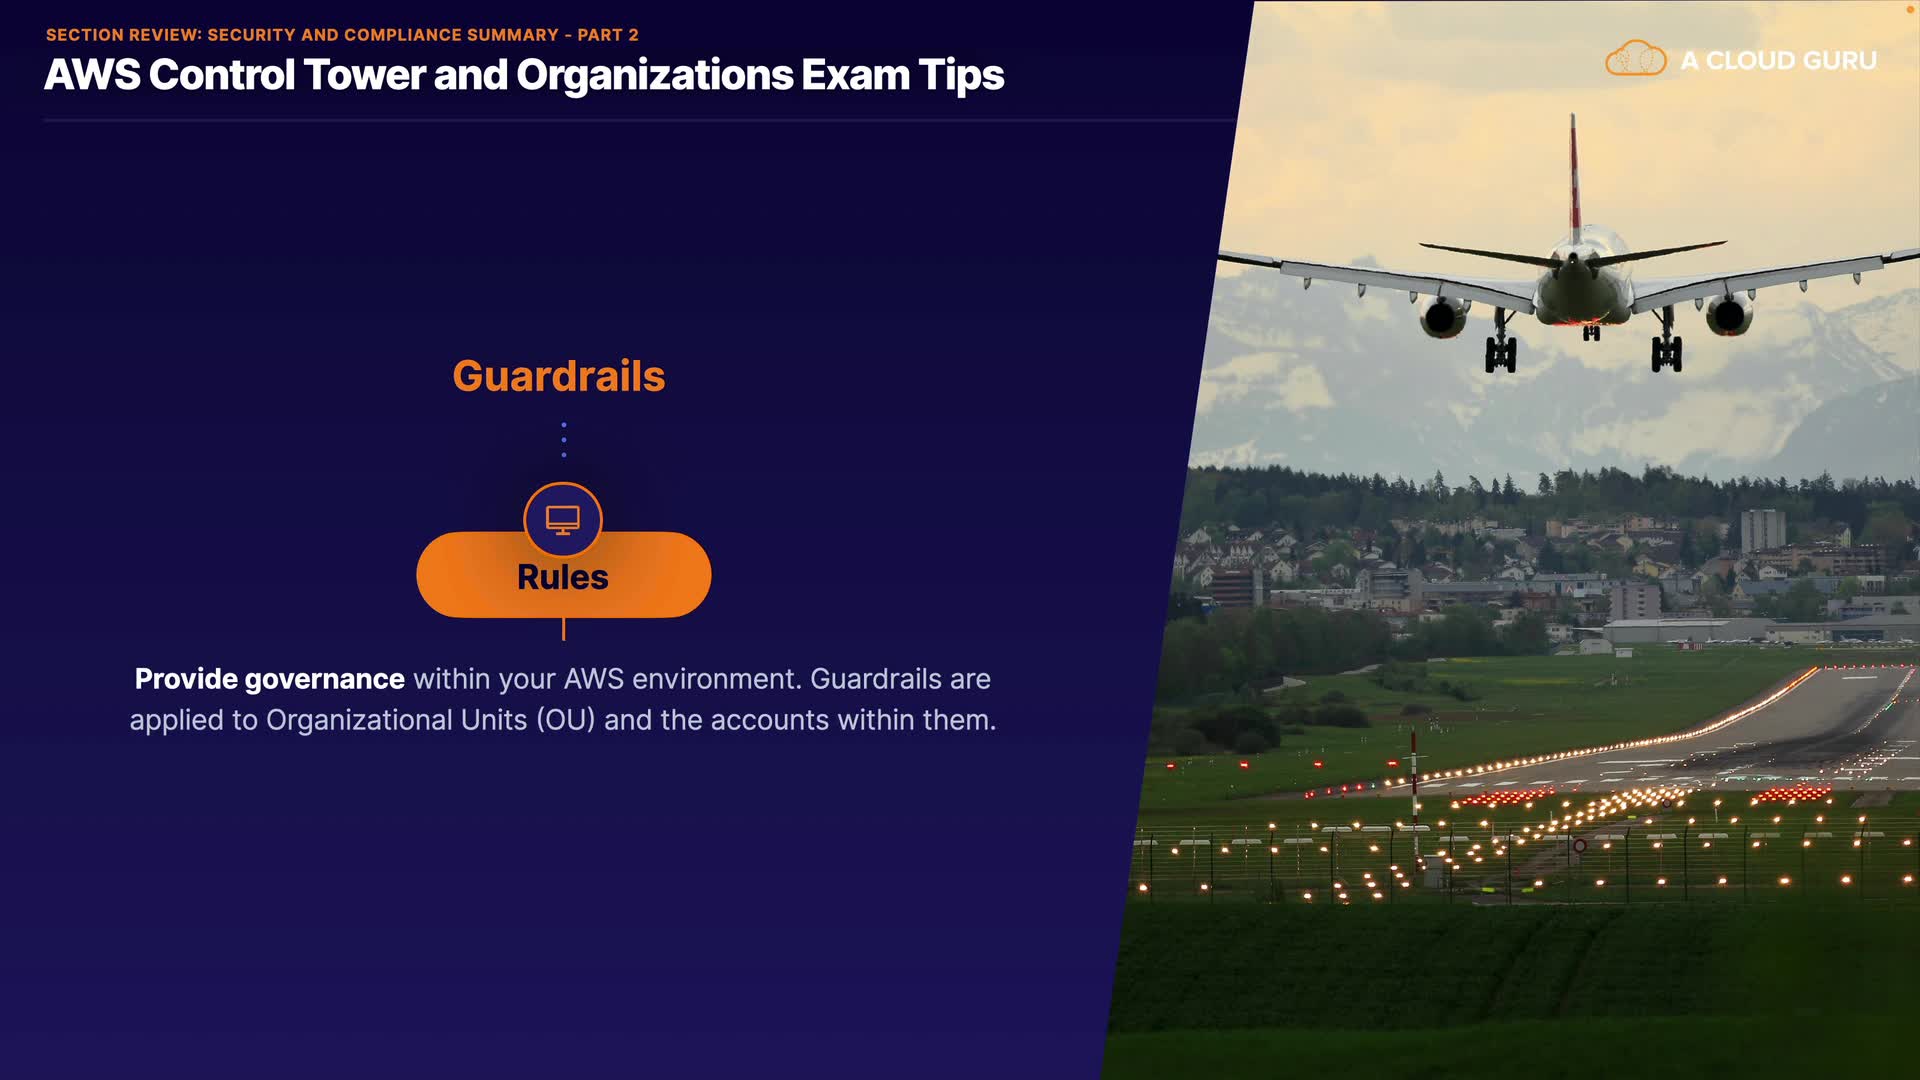 SECTION REVIEW: SECURITY AND COMPLIANCE SUMMARY - PART 2
AWS Control Tower and Organizations Exam Tips
A CLOUD GURU
Guardrails
Rules
Provide governance within your AWS environment. Guardrails are
applied to Organizational Units (OU) and the accounts within them.